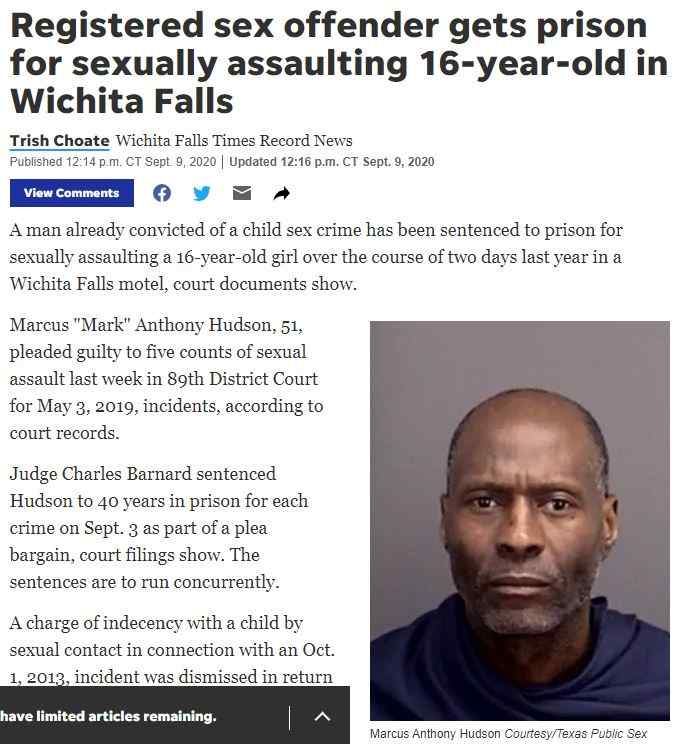 Registered sex offender gets prison
for sexually assaulting 16-year-old in
Wichita Falls
Trish Choate Wichita Falls Times Record News
Published 12:14 p.m. CT Sept. 9, 2020 | Updated 12:16 p.m. CT Sept. 9, 2020
View Comments
A man already convicted of a child sex crime has been sentenced to prison for
sexually assaulting a 16-year-old girl over the course of two days last year in a
Wichita Falls motel, court documents show.
Marcus "Mark" Anthony Hudson, 51,
pleaded guilty to five counts of sexual
assault last week in 89th District Court
for May 3, 2019, incidents, according to
court records.
Judge Charles Barnard sentenced
Hudson to 40 years in prison for each
crime on Sept. 3 as part of a plea
bargain, court filings show. The
sentences are to run concurrently.
A charge of indecency with a child by
sexual contact in connection with an Oct.
1, 2013, incident was dismissed in return
have limited articles remaining.
Marcus Anthony Hudson Courtesy/Texas Public Sex